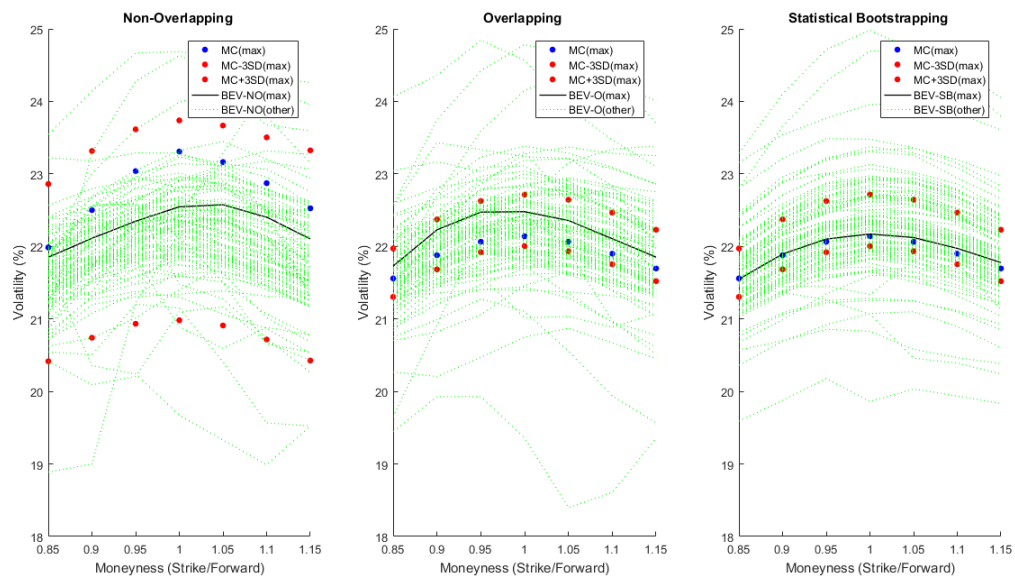 Non-Overlapping
25
24
23
22
21
20
19
18
Volatility (%)
0.85 0.9 0.95 1 1.05 1.1 1.15
Moneyness (Strike/Forward)
MC(max)
MC-3SD(max)
MC+3SD(max)
BEV-NO(max)
BEV-NO(other)
Overlapping
25
24
23
22
21
20
19
18
Volatility (%)
0.85 0.9 0.95 1 1.05 1.1 1.15
Moneyness (Strike/Forward)
MC(max)
MC-3SD(max)
MC+3SD(max)
BEV-O(max)
BEV-O(other)
Statistical Bootstrapping
25
24
23
22
21
20
19
18
Volatility (%)
0.85 0.9 0.95 1 1.05 1.1 1.15
Moneyness (Strike/Forward)
MC(max)
MC-3SD(max)
MC+3SD(max)
BEV-SB(max)
BEV-SB(other)